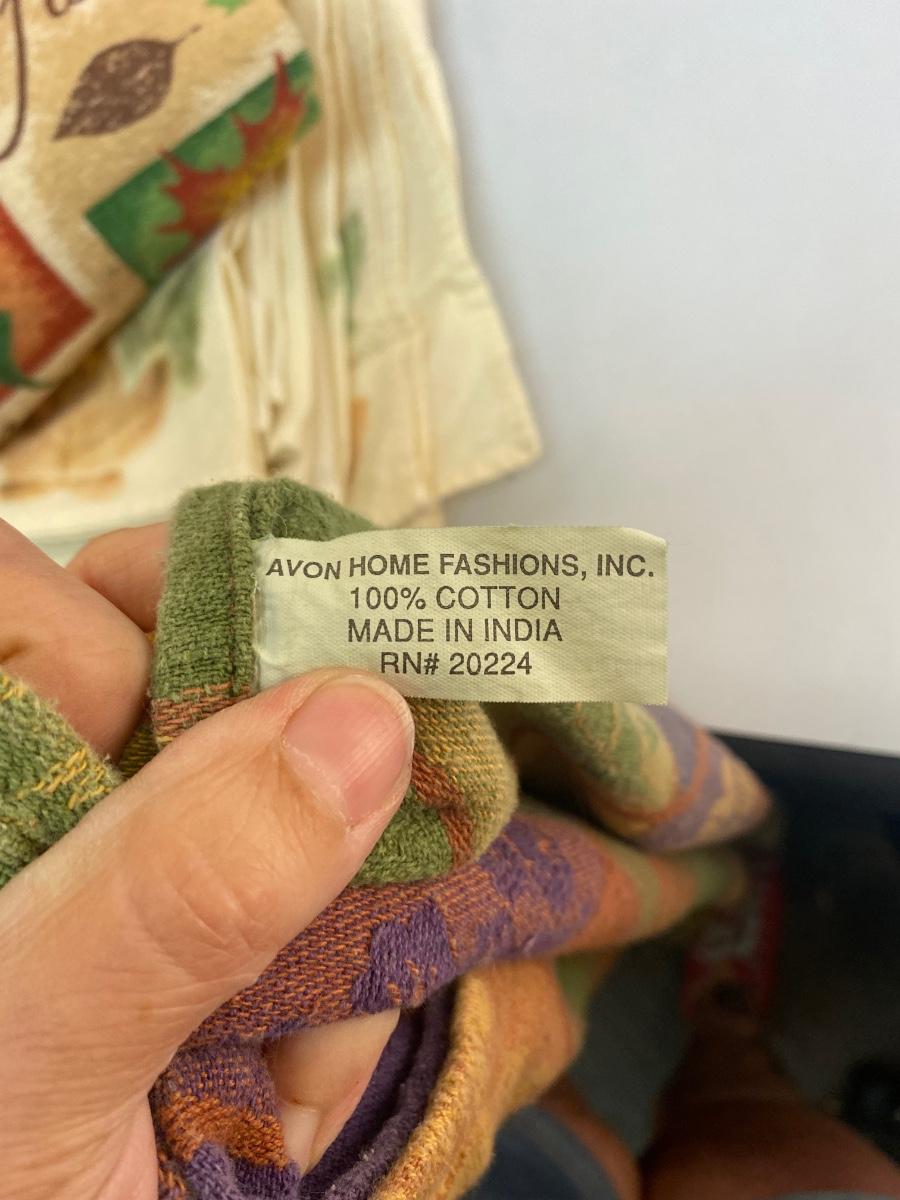 AVON HOME FASHIONS, INC.
100% COTTON
MADE IN INDIA
RN# 20224